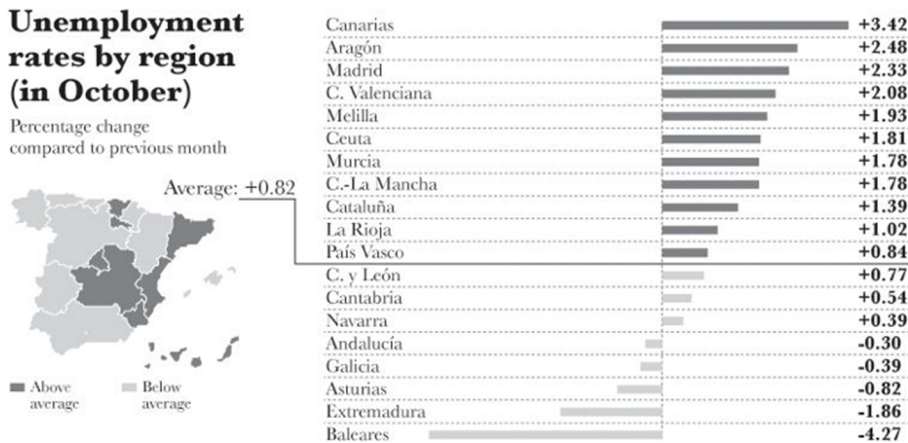 Unemployment
rates by region
(in October)
Percentage change
compared to previous month
Average: +0.82
Above
average
Below
average
Canarias +3.42
Aragón +2.48
Madrid +2.33
C. Valenciana +2.08
Melilla +1.93
Ceuta +1.81
Murcia +1.78
C.-La Mancha +1.78
Cataluña +1.39
La Rioja +1.02
País Vasco +0.84
C. y León +0.77
Cantabria +0.54
Navarra +0.39
Andalucía -0.30
Galicia -0.39
Asturias -0.82
Extremadura -1.86
Baleares -4.27